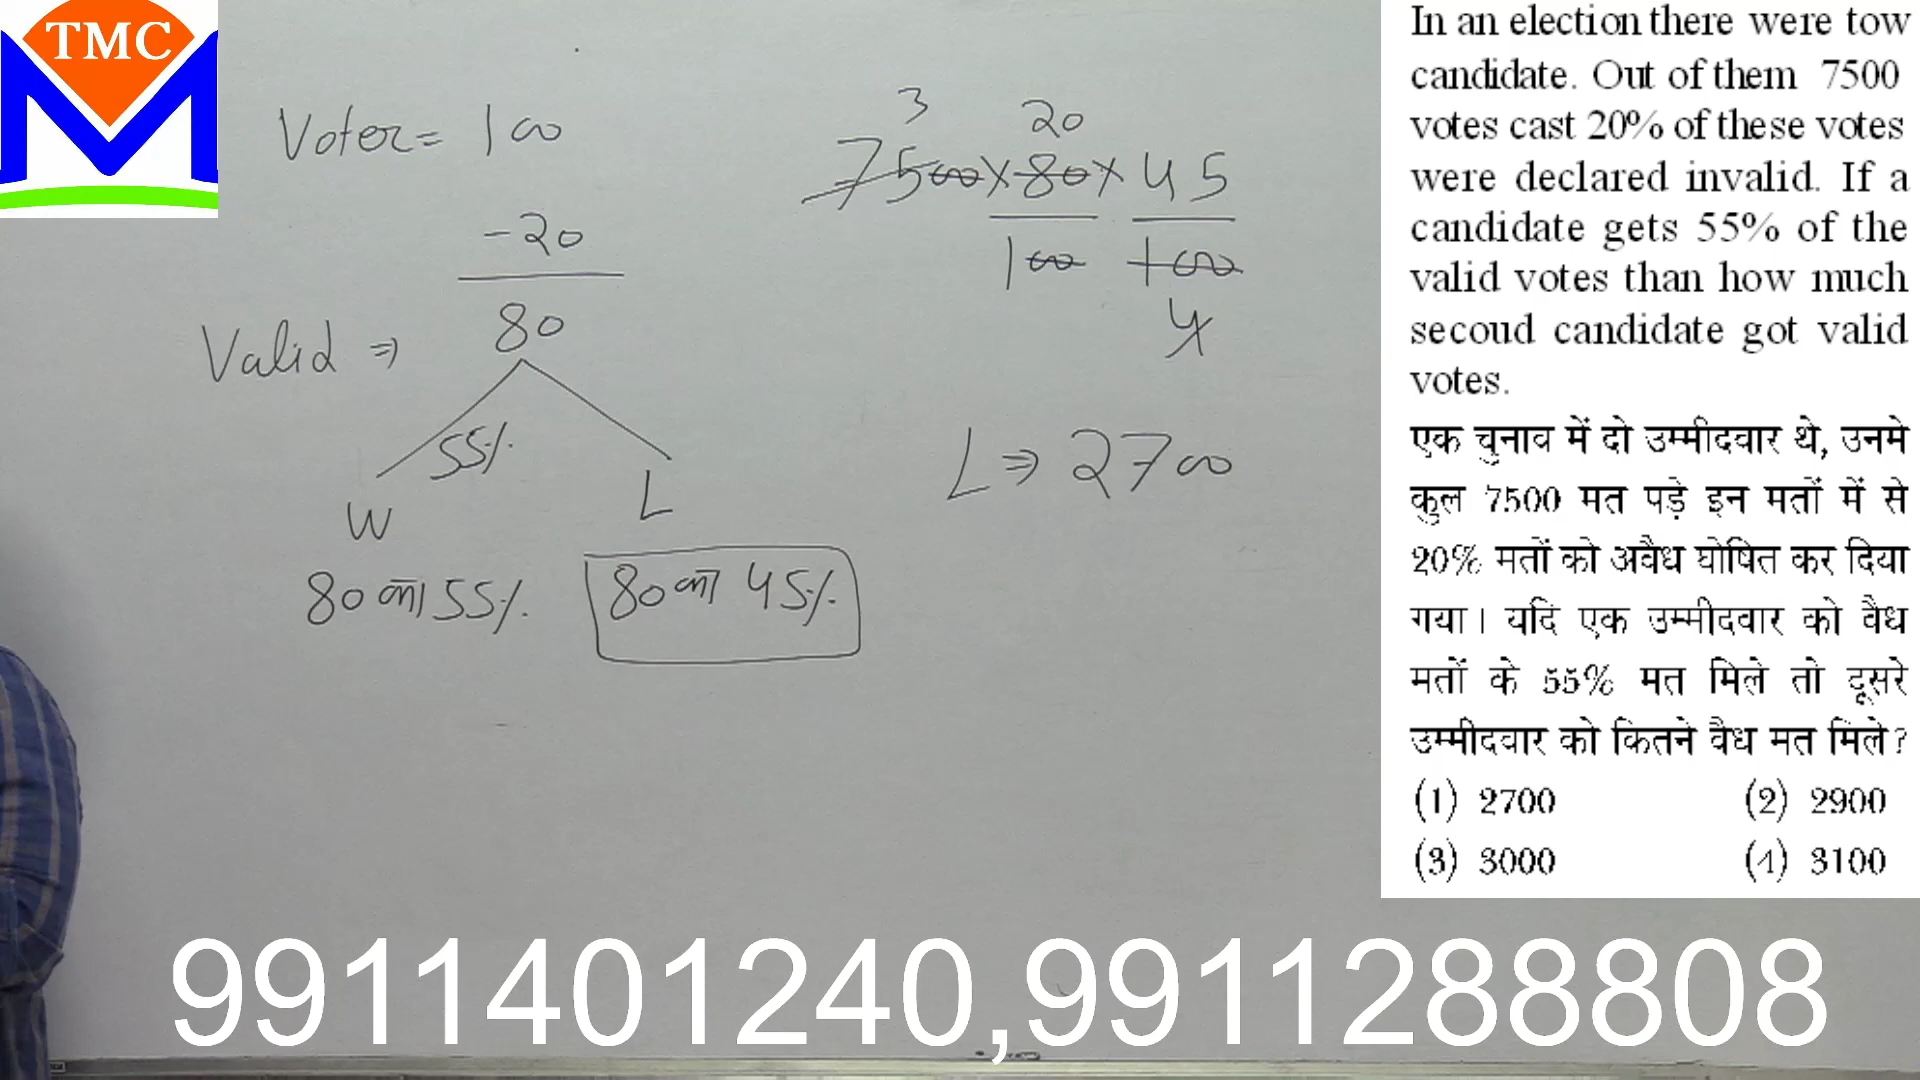 TMC
Voter = 100
-20
80
Valid ⇒
55%
W
L
80 का 55%
80 का 45%
3
20
7500 × 80 × 45
100 100
4
L ⇒ 2700
In an election there were tow
candidate. Out of them 7500
votes cast 20% of these votes
were declared invalid. If a
candidate gets 55% of the
valid votes than how much
secoud candidate got valid
votes.
एक चुनाव में दो उम्मीदवार थे, उनमे
कुल 7500 मत पड़े इन मतों में से
20% मतों को अवैध घोषित कर दिया
गया। यदि एक उम्मीदवार को वैध
मतों के 55% मत मिले तो दूसरे
उम्मीदवार को कितने वैध मत मिले?
(1) 2700 (2) 2900
(3) 3000 (4) 3100
9911401240,9911288808